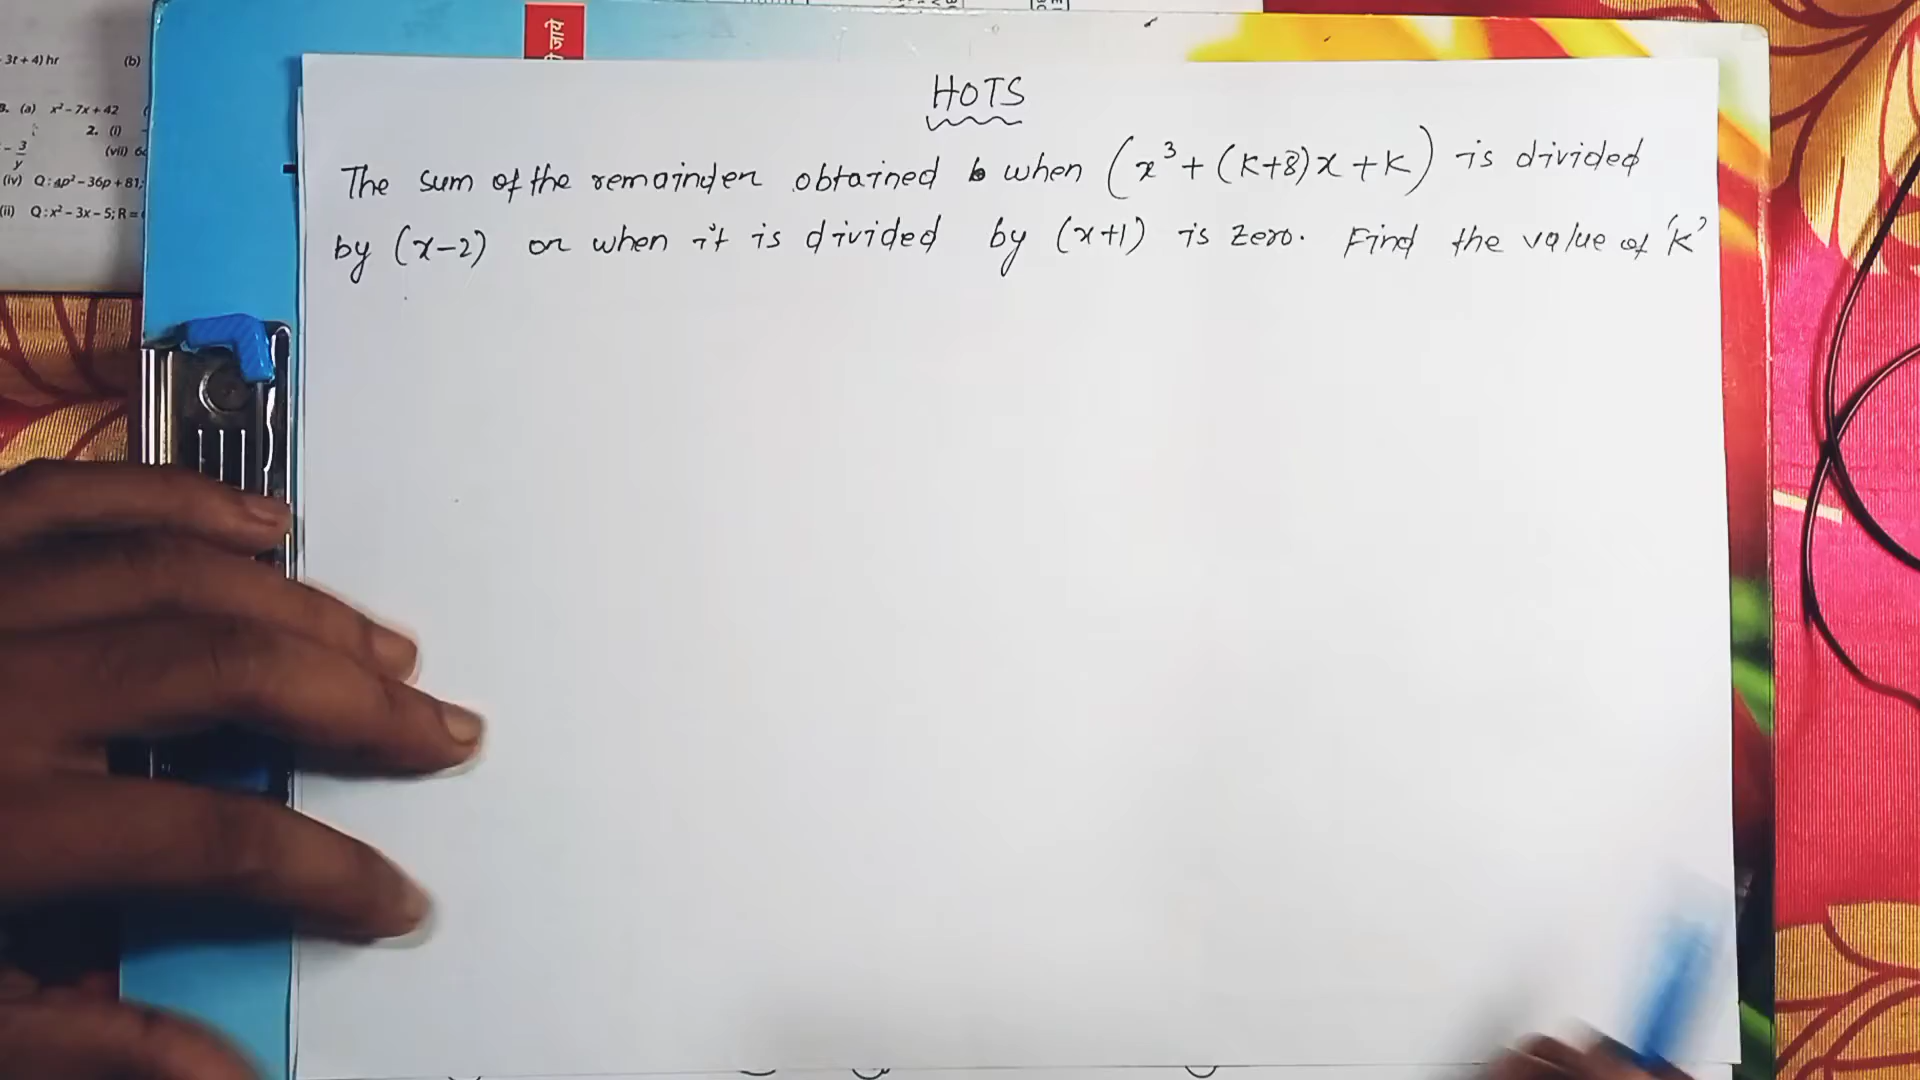 3t + 4) hr (b)
(a) x² – 7x + 42
2. (i)
– 3/y (vii)
(iv) Q : 4p² – 36p + 81;
(ii) Q : x² – 3x – 5; R =
जाये
HOTS
The sum of the remainder obtained when (x³ + (k+8)x + k) is divided
by (x–2) or when it is divided by (x+1) is zero. Find the value of 'k'